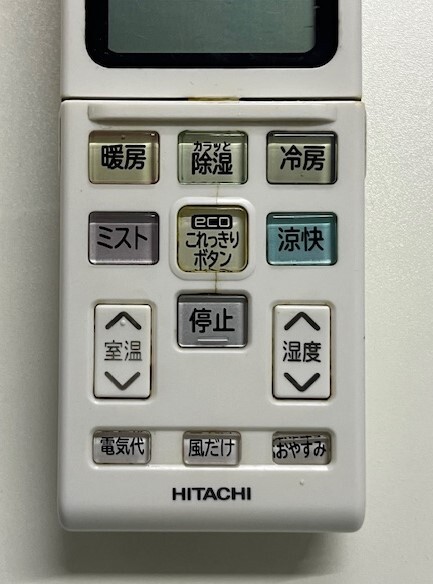 暖房
カラッと
除湿
冷房
ミスト
eco
これっきり
ボタン
涼快
停止
室温
湿度
電気代
風だけ
おやすみ
HITACHI